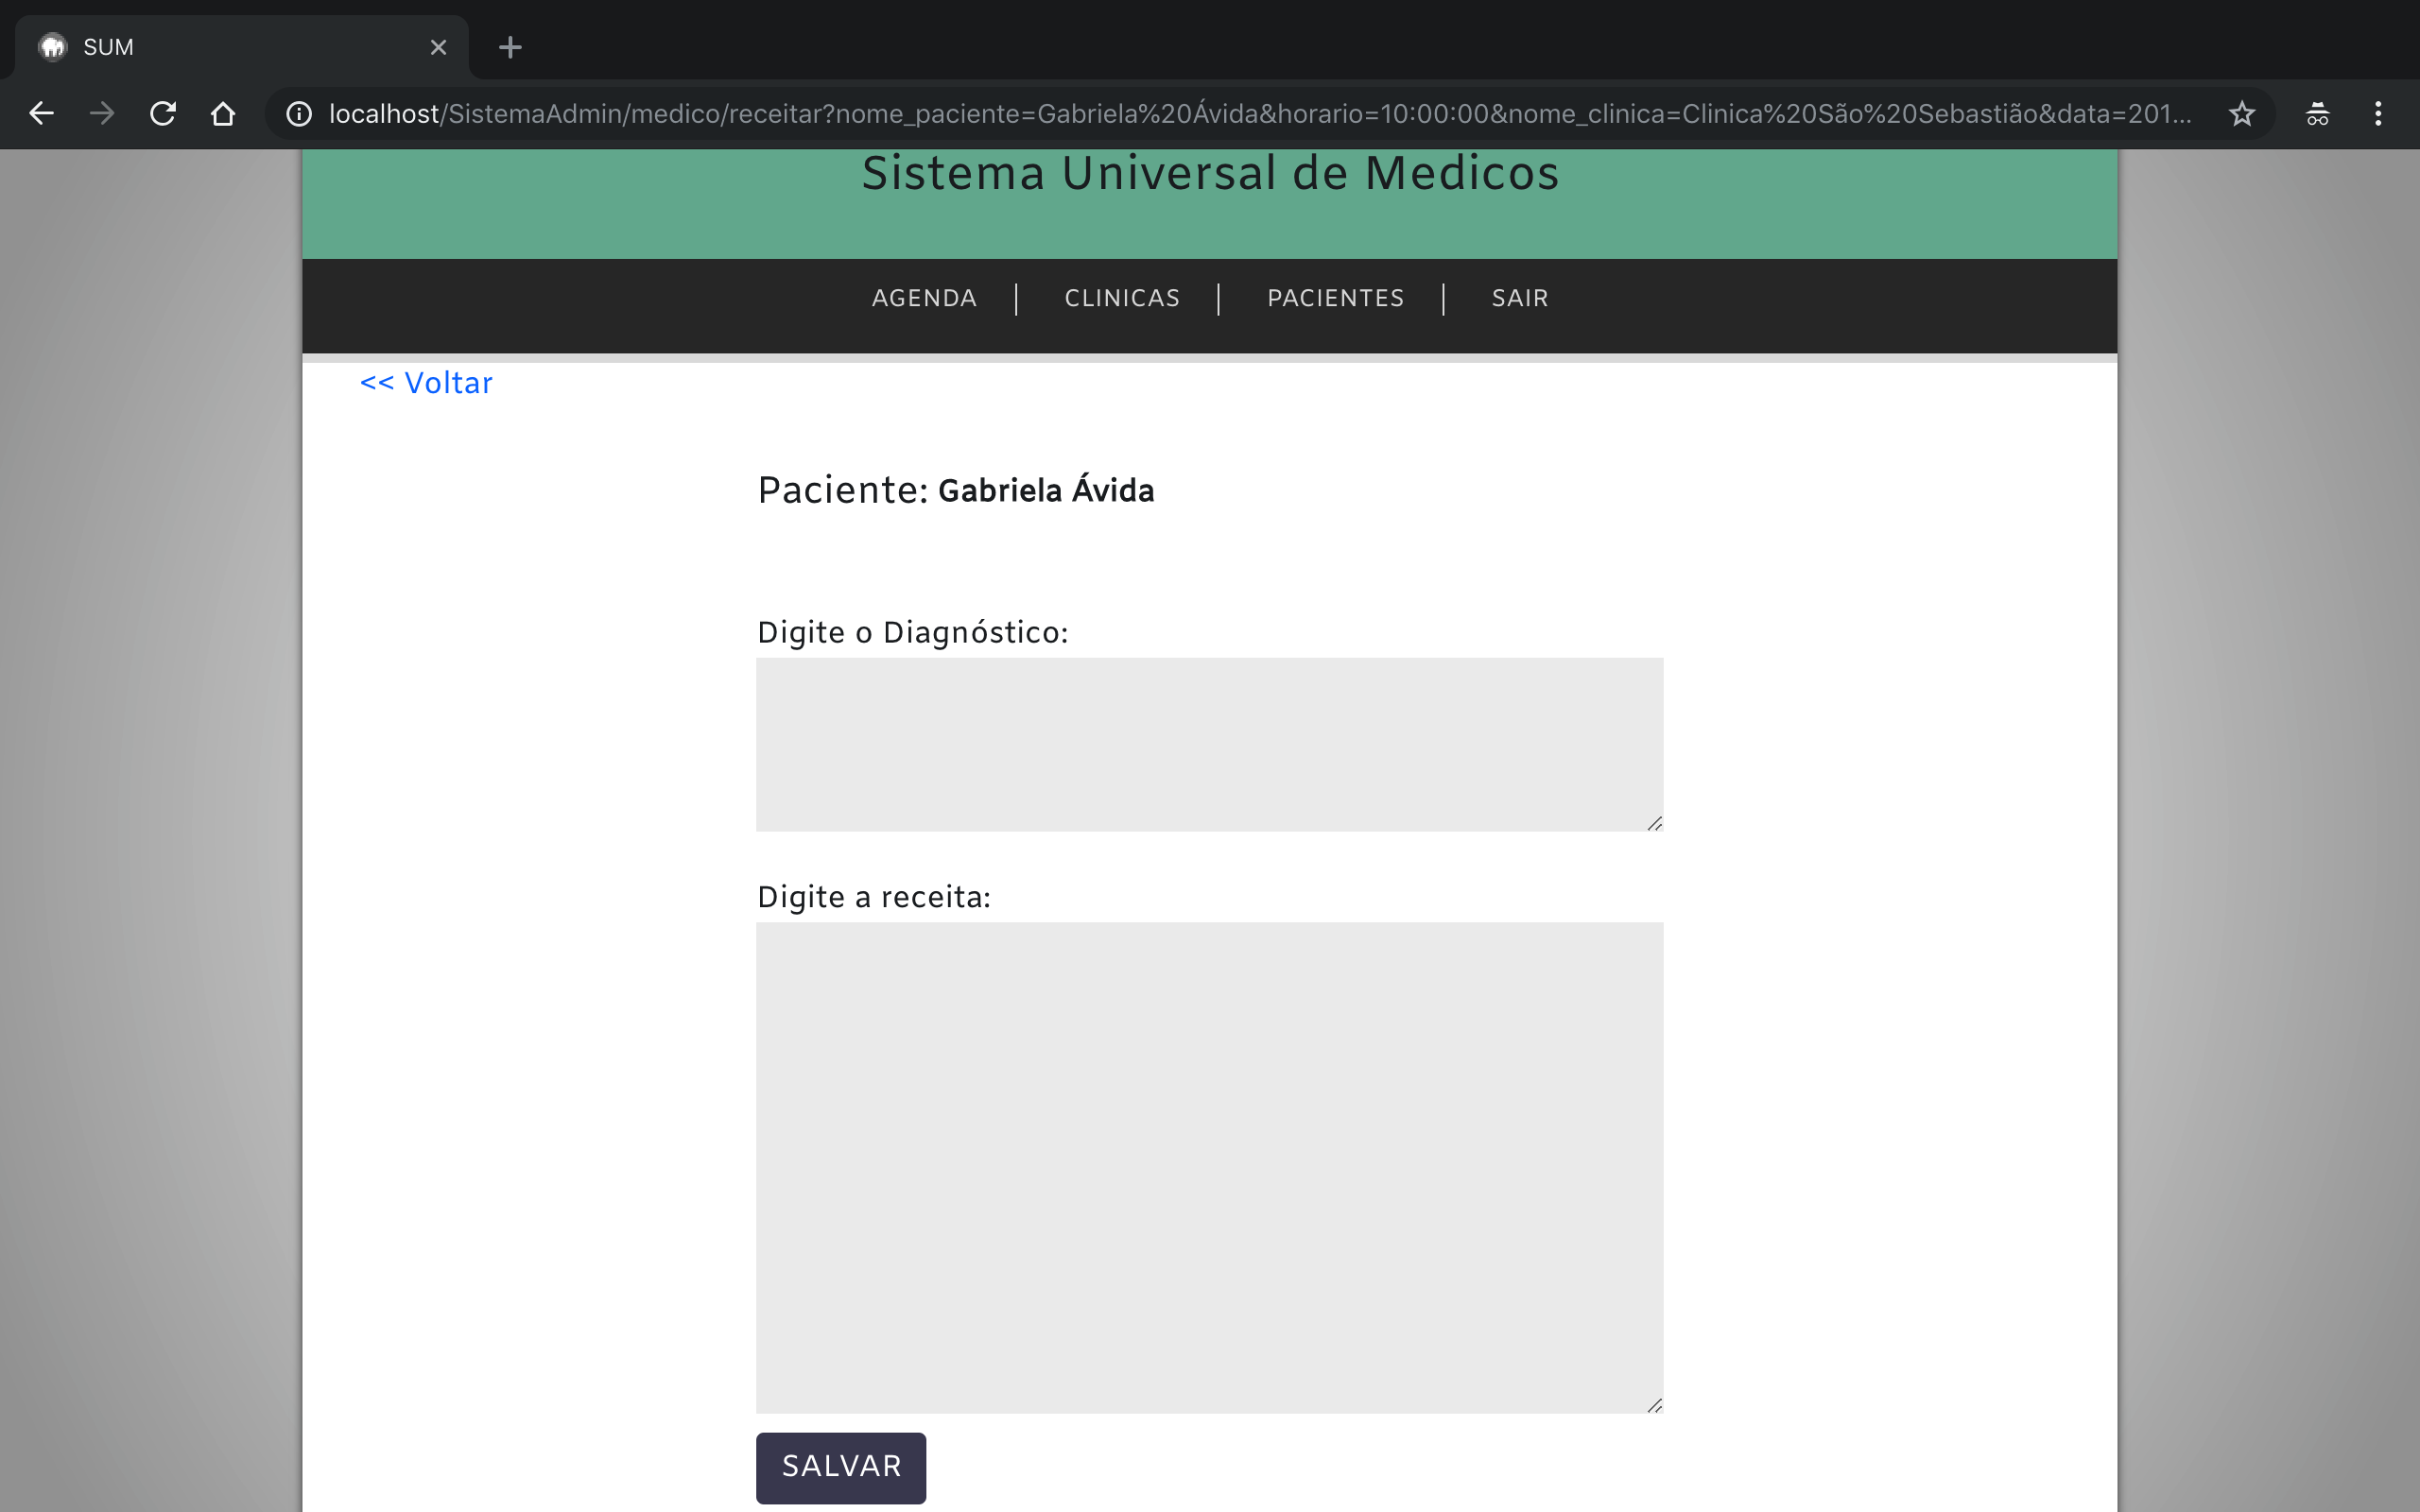 SUM
localhost/SistemaAdmin/medico/receitar?nome_paciente=Gabriela%20Ávida&horario=10:00:00&nome_clinica=Clinica%20São%20Sebastião&data=201...
Sistema Universal de Medicos
AGENDA CLINICAS PACIENTES SAIR
<< Voltar
Paciente: Gabriela Ávida
Digite o Diagnóstico:
Digite a receita:
SALVAR